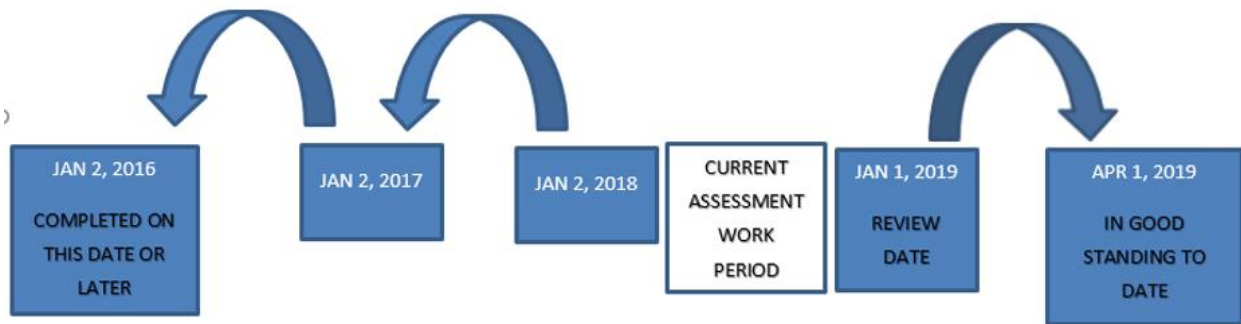 JAN 2, 2016
COMPLETED ON
THIS DATE OR
LATER
JAN 2, 2017
JAN 2, 2018
CURRENT
ASSESSMENT
WORK
PERIOD
JAN 1, 2019
REVIEW
DATE
APR 1, 2019
IN GOOD
STANDING TO
DATE